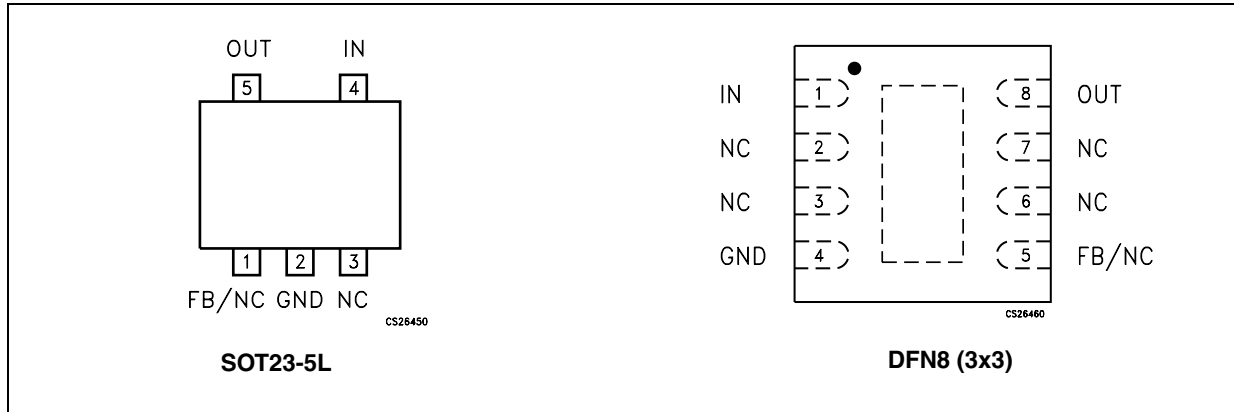 OUT IN
5 4
1 2 3
FB/NC GND NC
CS26450
SOT23-5L
IN 1 8 OUT
NC 2 7 NC
NC 3 6 NC
GND 4 5 FB/NC
CS26460
DFN8 (3x3)